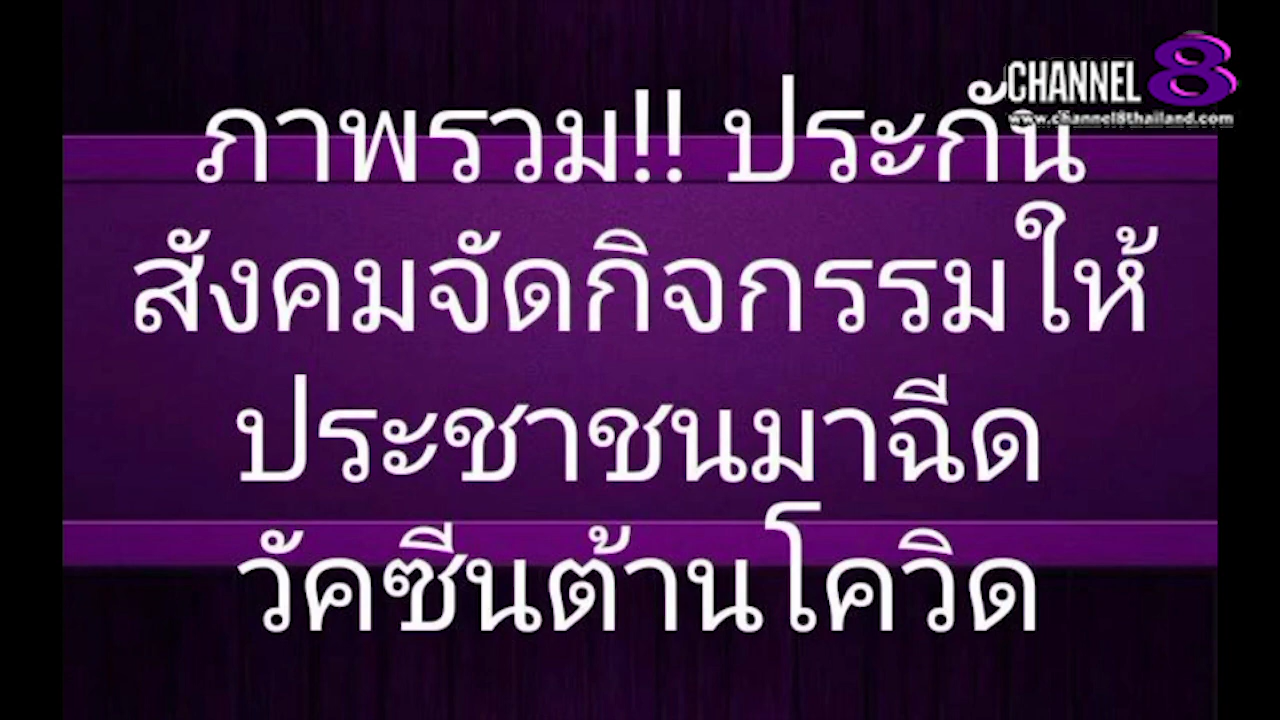 CHANNEL 8
www.channel8thailand.com
ภาพรวม!! ประกัน
สังคมจัดกิจกรรมให้
ประชาชนมาฉีด
วัคซีนต้านโควิด